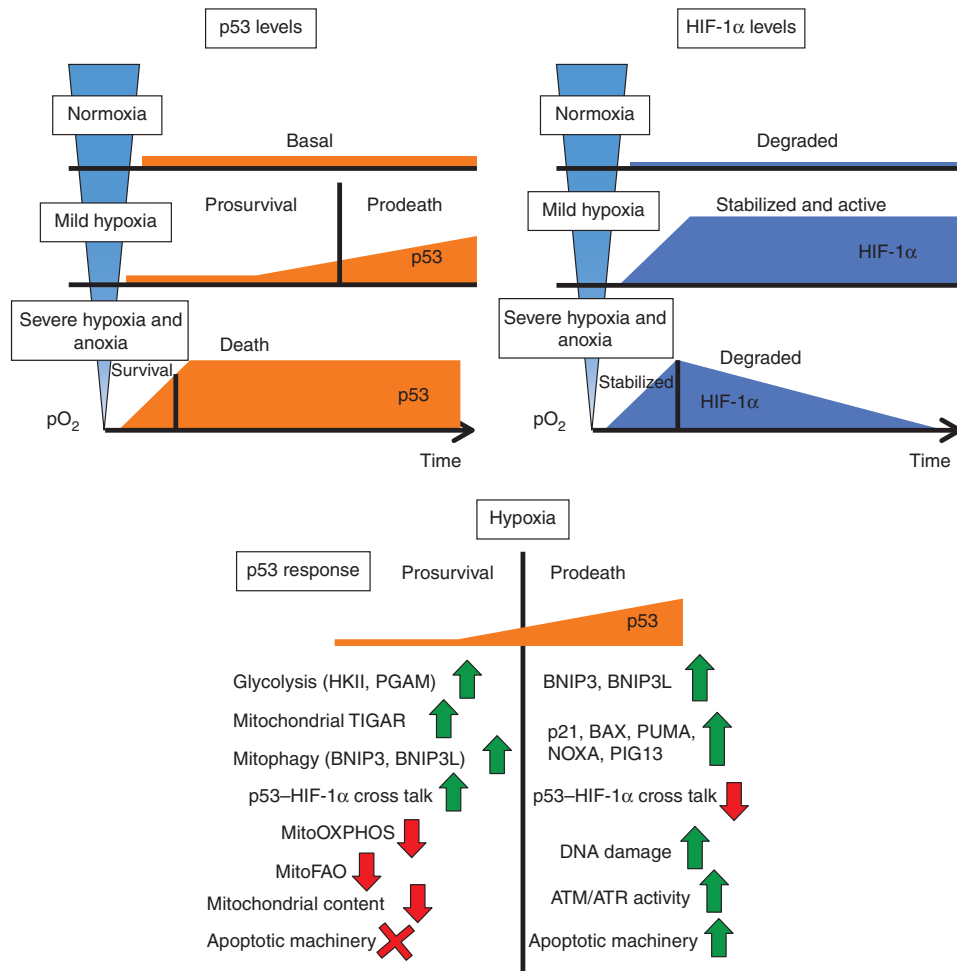 p53 levels
Normoxia
Basal
Mild hypoxia
Prosurvival
Prodeath
p53
Severe hypoxia and
anoxia
Survival
Death
p53
pO2
Time
HIF-1α levels
Normoxia
Degraded
Mild hypoxia
Stabilized and active
HIF-1α
Severe hypoxia and
anoxia
Stabilized
Degraded
HIF-1α
pO2
Time
Hypoxia
p53 response
Prosurvival
Prodeath
p53
Glycolysis (HKII, PGAM)
Mitochondrial TIGAR
Mitophagy (BNIP3, BNIP3L)
p53–HIF-1α cross talk
MitoOXPHOS
MitoFAO
Mitochondrial content
Apoptotic machinery
BNIP3, BNIP3L
p21, BAX, PUMA,
NOXA, PIG13
p53–HIF-1α cross talk
DNA damage
ATM/ATR activity
Apoptotic machinery